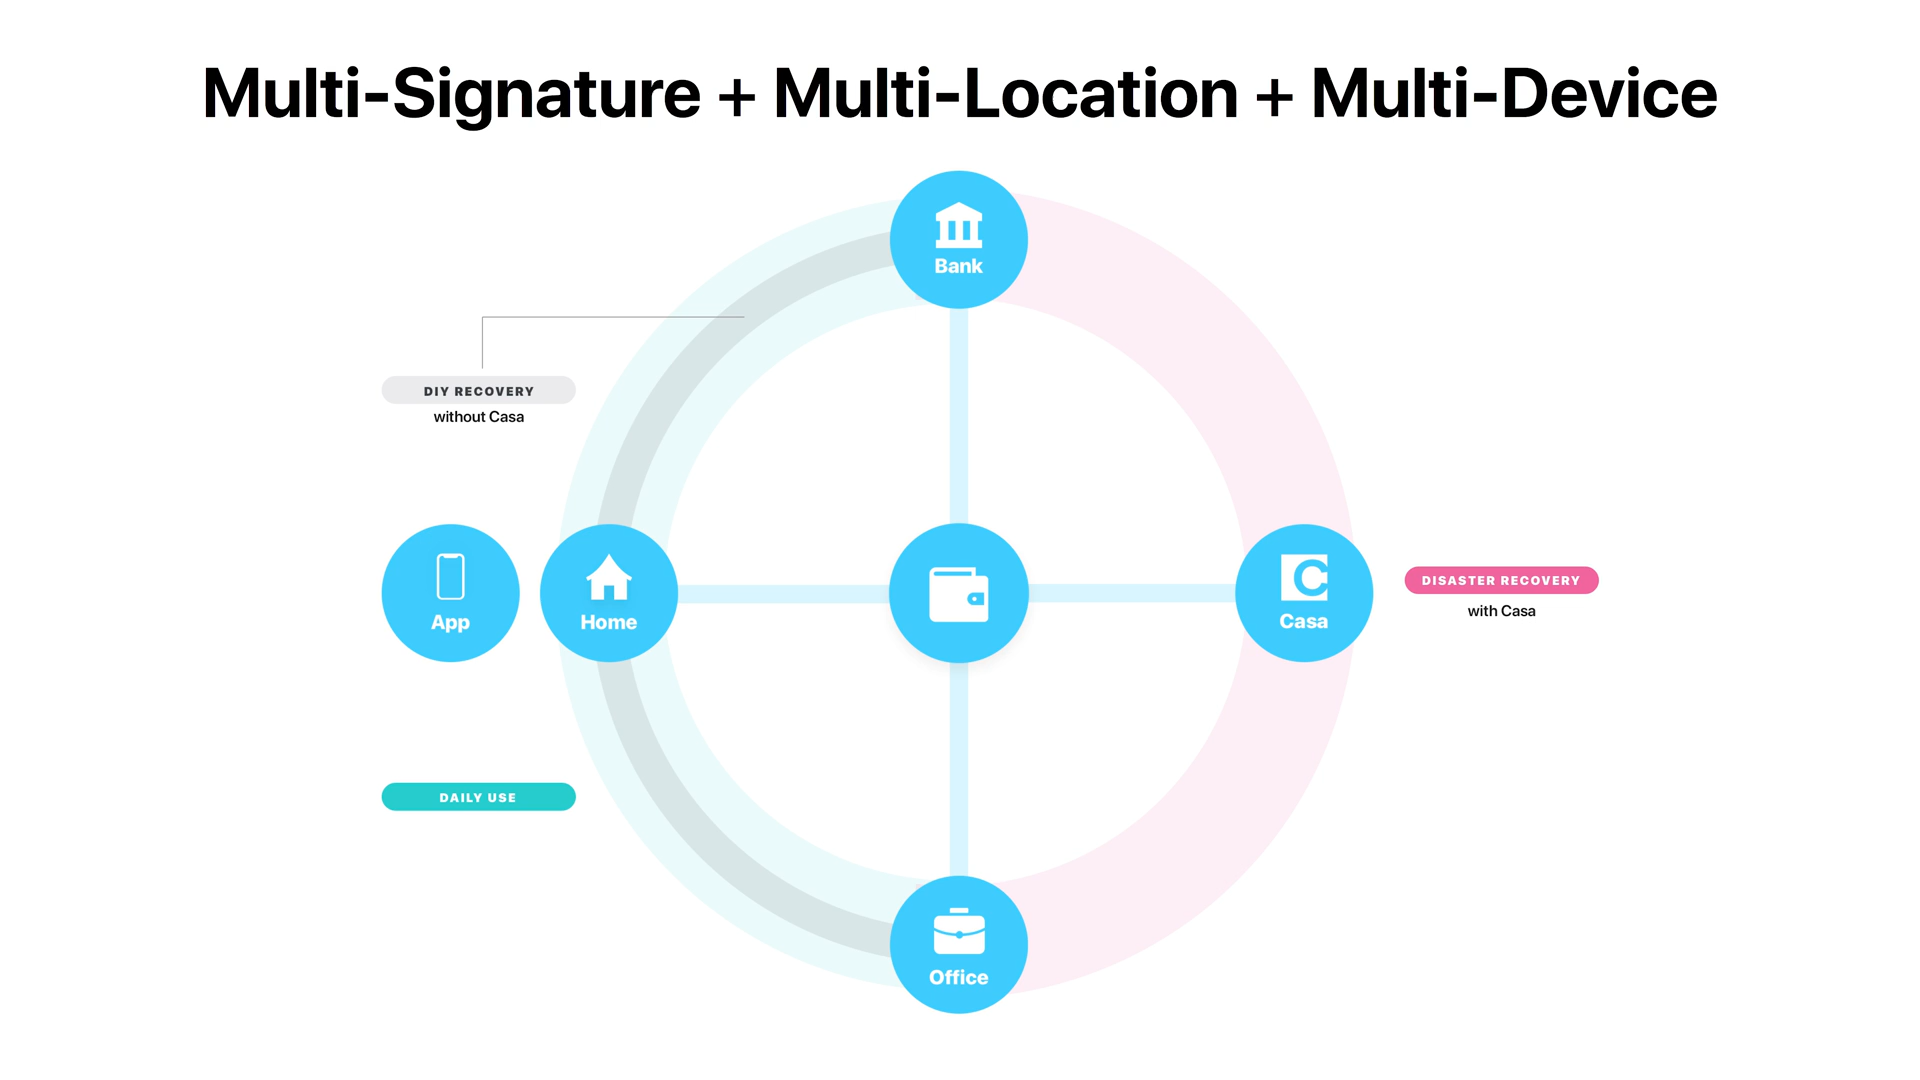 Multi-Signature + Multi-Location + Multi-Device
Bank
DIY RECOVERY
without Casa
App
Home
C
Casa
DISASTER RECOVERY
with Casa
DAILY USE
Office